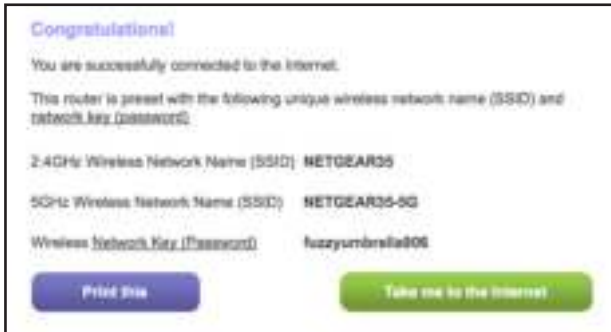 Congratulations!
You are successfully connected to the Internet.
This router is preset with the following unique wireless network name (SSID) and
network key (password)
2.4GHz Wireless Network Name (SSID) NETGEAR35
5GHz Wireless Network Name (SSID) NETGEAR35-5G
Wireless Network Key (Password) fuzzyumbrella806
Print this
Take me to the Internet